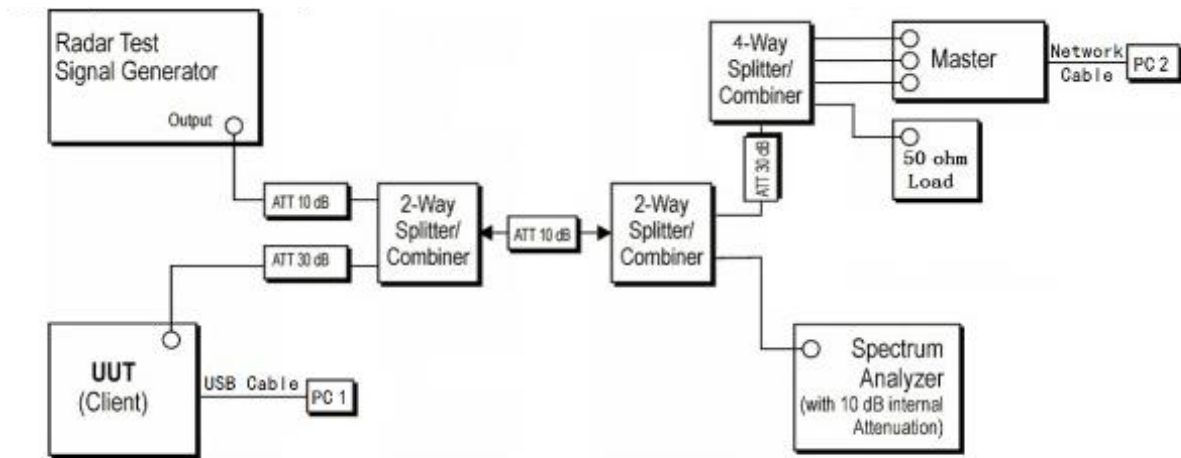 Radar Test
Signal Generator
Output
ATT 10 dB
2-Way
Splitter/
Combiner
ATT 30 dB
UUT
(Client)
USB Cable
PC 1
ATT 10 dB
2-Way
Splitter/
Combiner
4-Way
Splitter/
Combiner
ATT 30 dB
Master
Network
Cable
PC 2
50 ohm
Load
Spectrum
Analyzer
(with 10 dB internal
Attenuation)